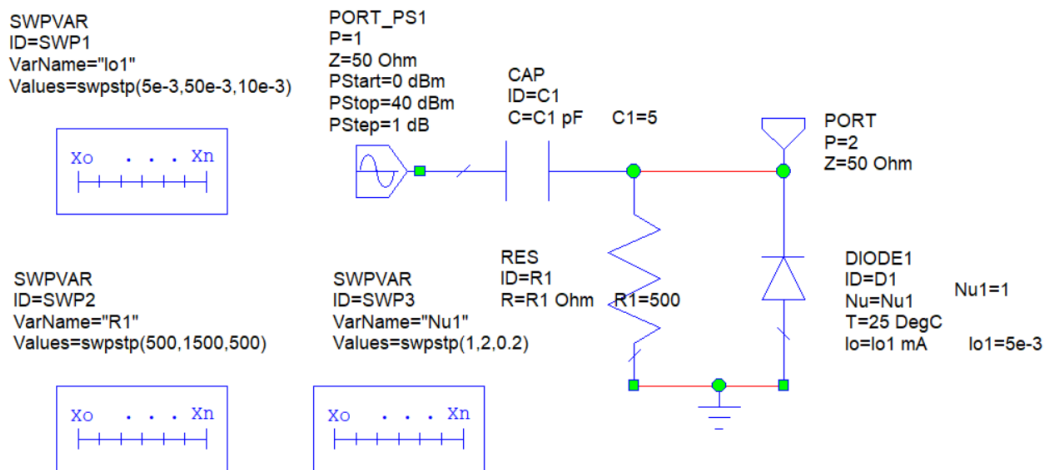 SWPVAR
ID=SWP1
VarName="Io1"
Values=swpstp(5e-3,50e-3,10e-3)
Xo . . . Xn
PORT_PS1
P=1
Z=50 Ohm
PStart=0 dBm
PStop=40 dBm
PStep=1 dB
CAP
ID=C1
C=C1 pF
C1=5
PORT
P=2
Z=50 Ohm
SWPVAR
ID=SWP2
VarName="R1"
Values=swpstp(500,1500,500)
Xo . . . Xn
SWPVAR
ID=SWP3
VarName="Nu1"
Values=swpstp(1,2,0.2)
Xo . . . Xn
RES
ID=R1
R=R1 Ohm
R1=500
DIODE1
ID=D1
Nu=Nu1
T=25 DegC
Io=Io1 mA
Nu1=1
Io1=5e-3